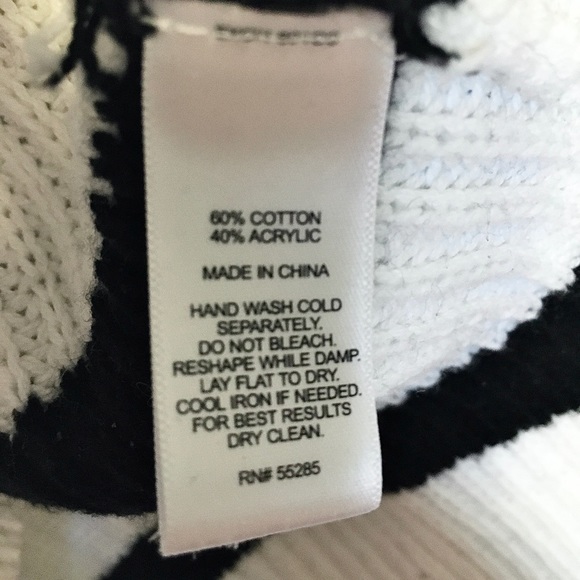 60% COTTON
40% ACRYLIC
MADE IN CHINA
HAND WASH COLD
SEPARATELY.
DO NOT BLEACH.
RESHAPE WHILE DAMP.
LAY FLAT TO DRY.
COOL IRON IF NEEDED.
FOR BEST RESULTS
DRY CLEAN.
RN# 55285